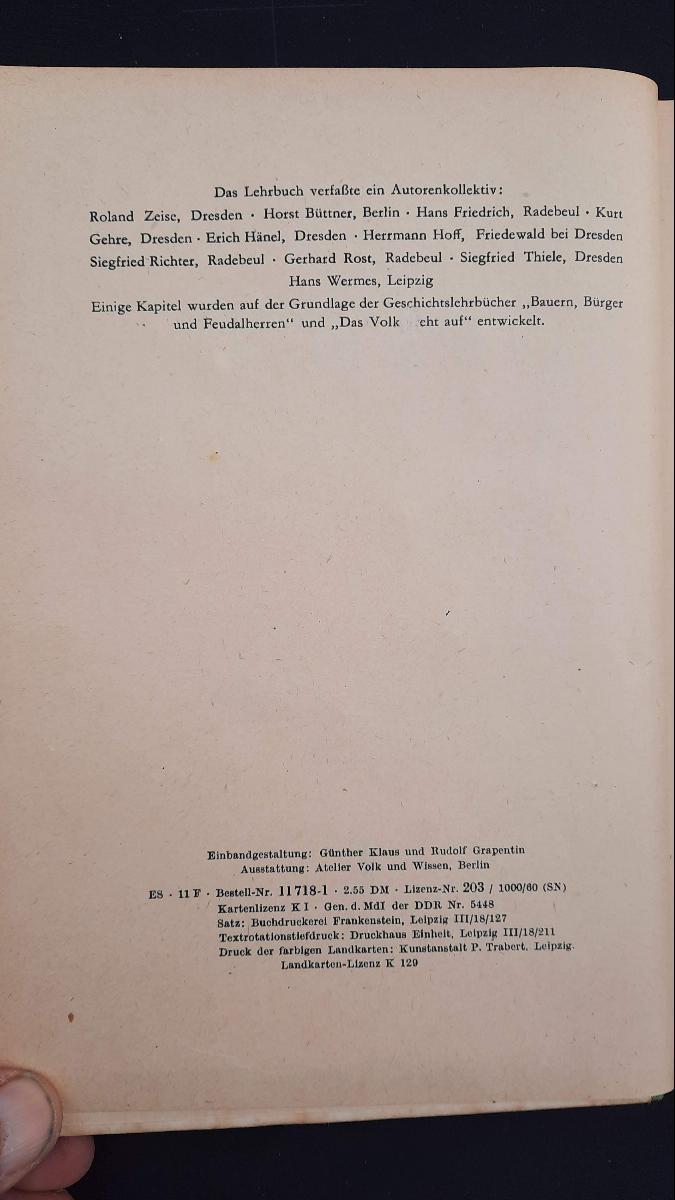 Das Lehrbuch verfaßte ein Autorenkollektiv:
Roland Zeise, Dresden · Horst Büttner, Berlin · Hans Friedrich, Radebeul · Kurt
Gehre, Dresden · Erich Hänel, Dresden · Herrmann Hoff, Friedewald bei Dresden
Siegfried Richter, Radebeul · Gerhard Rost, Radebeul · Siegfried Thiele, Dresden
Hans Wermes, Leipzig
Einige Kapitel wurden auf der Grundlage der Geschichtslehrbücher „Bauern, Bürger
und Feudalherren“ und „Das Volk eht auf“ entwickelt.
Einbandgestaltung: Günther Klaus und Rudolf Grapentin
Ausstattung: Atelier Volk und Wissen, Berlin
ES · 11 F · Bestell-Nr. 11 718-1 · 2.55 DM · Lizenz-Nr. 203 / 1000/60 (SN)
Kartenlizenz K I · Gen. d. MdI der DDR Nr. 5448
Satz: Buchdruckerei Frankenstein, Leipzig III/18/127
Textrotationstiefdruck: Druckhaus Einheit, Leipzig III/18/211
Druck der farbigen Landkarten: Kunstanstalt P. Trabert, Leipzig.
Landkarten-Lizenz K 129